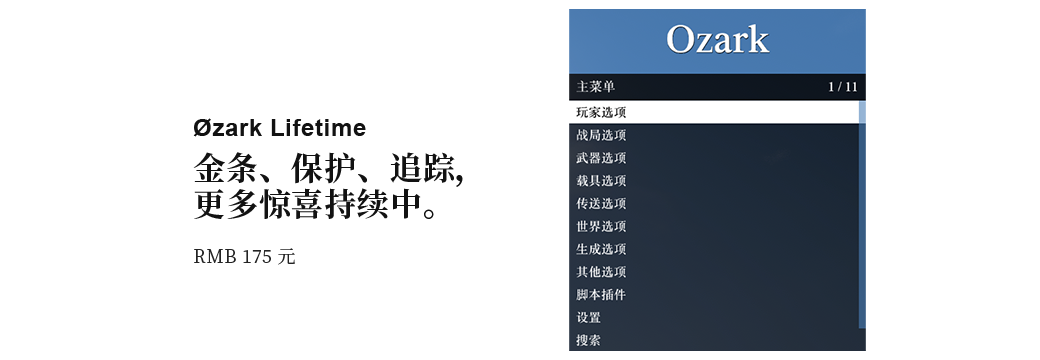 Øzark Lifetime
金条、保护、追踪,
更多惊喜持续中。
RMB 175 元
Ozark
主菜单 1 / 11
玩家选项
战局选项
武器选项
载具选项
传送选项
世界选项
生成选项
其他选项
脚本插件
设置
搜索